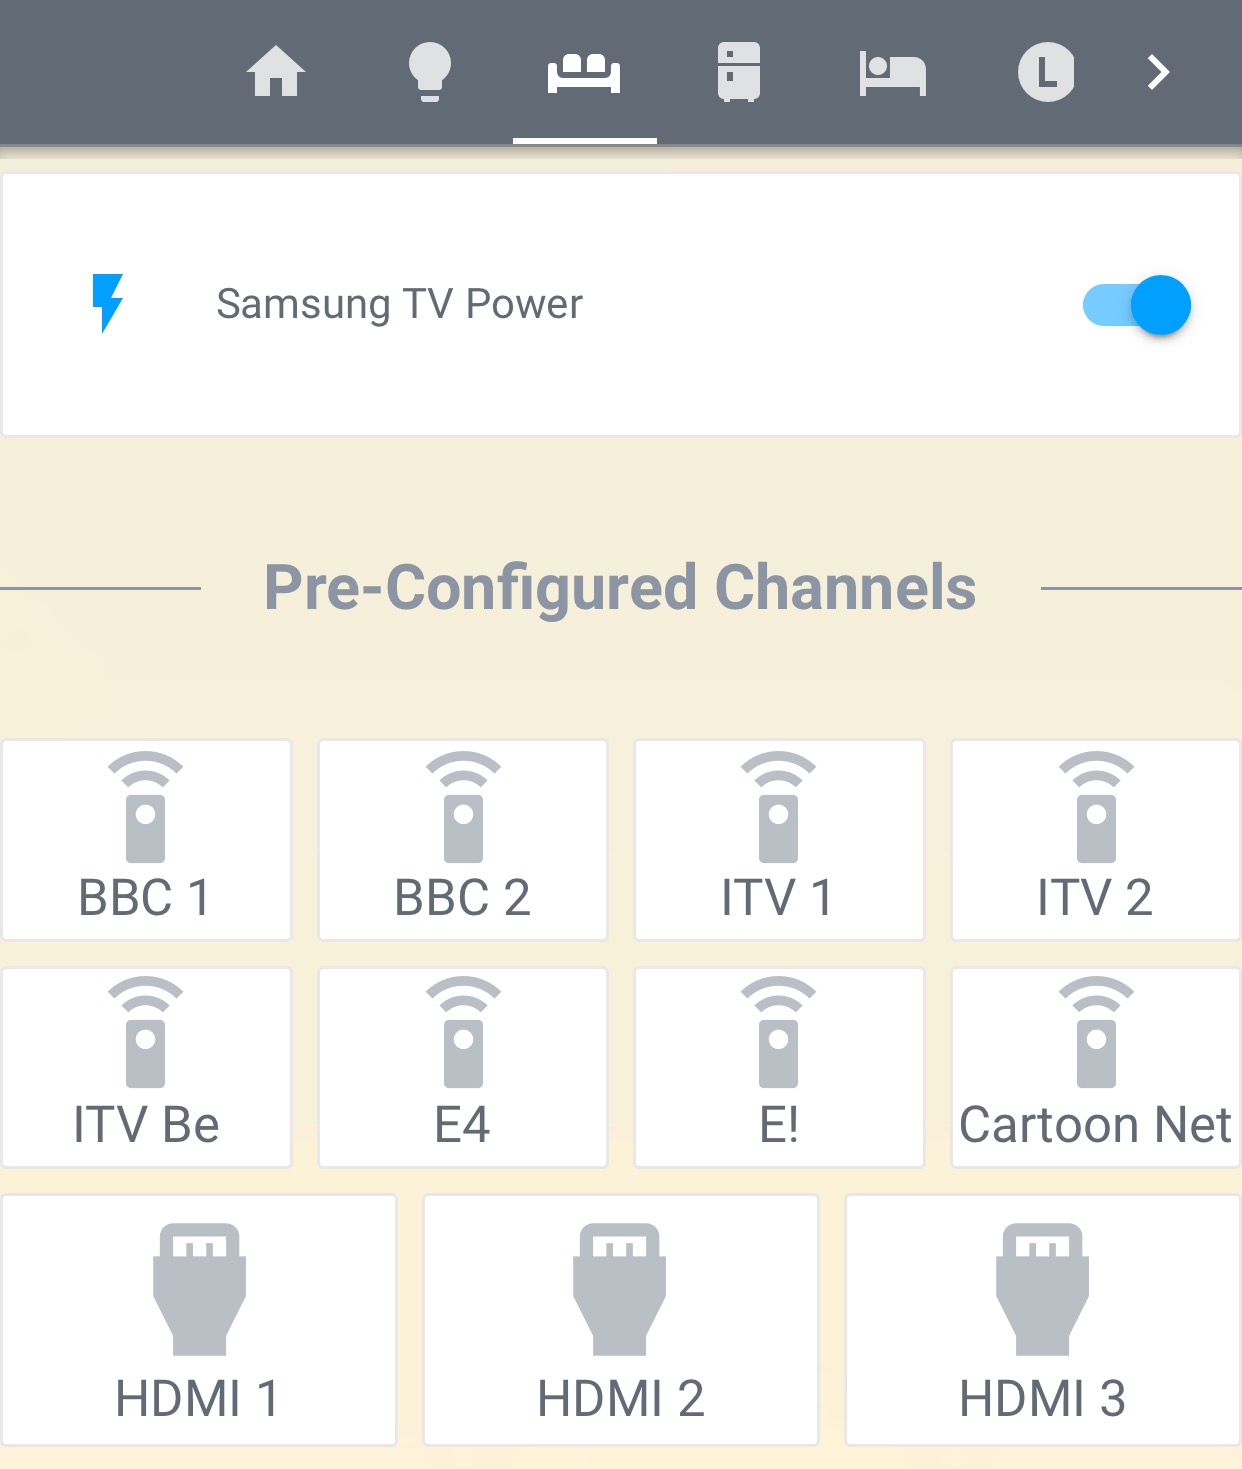 L
Samsung TV Power
Pre-Configured Channels
BBC 1
BBC 2
ITV 1
ITV 2
ITV Be
E4
E!
Cartoon Net
HDMI 1
HDMI 2
HDMI 3